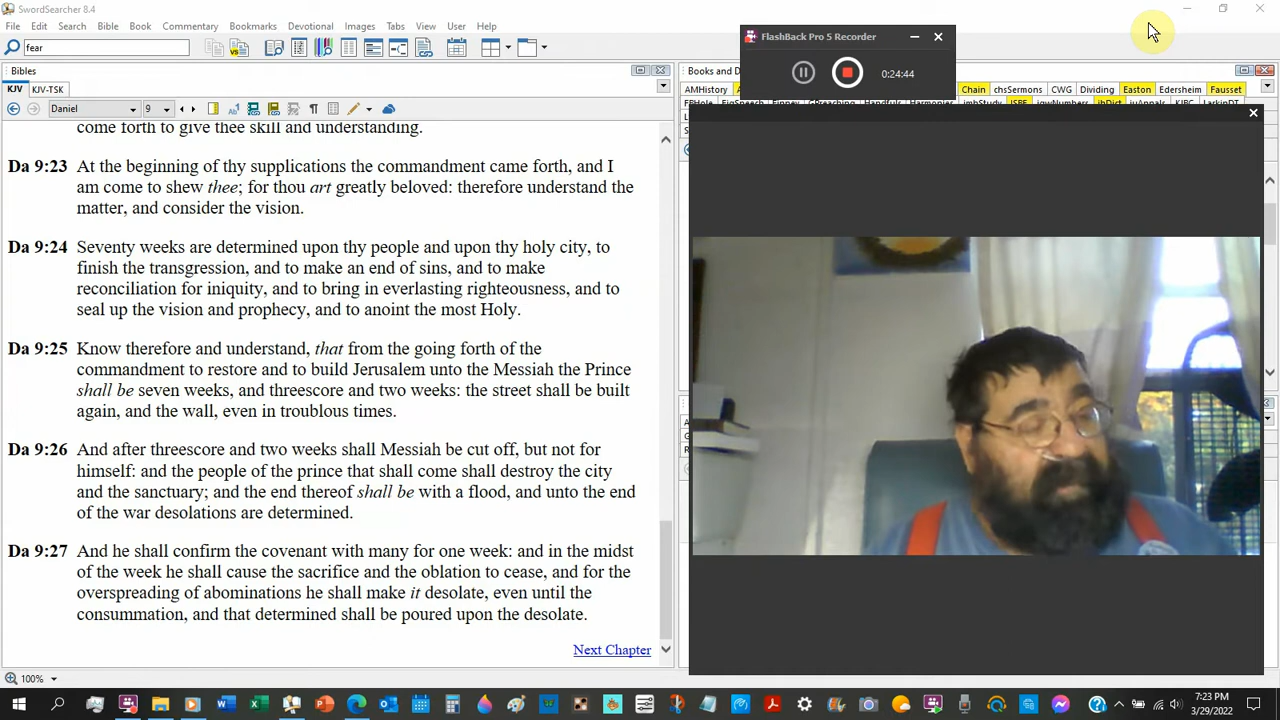 SwordSearcher 8.4
File Edit Search Bible Book Commentary Bookmarks Devotional Images Tabs View User Help
fear
FlashBack Pro 5 Recorder
0:24:44
Bibles
Books and D
KJV KJV-TSK
AMHistory Chain chsSermons CWG Dividing Easton Edersheim Fausset
Daniel 9
come forth to give thee skill and understanding.
Da 9:23 At the beginning of thy supplications the commandment came forth, and I
am come to shew thee; for thou art greatly beloved: therefore understand the
matter, and consider the vision.
Da 9:24 Seventy weeks are determined upon thy people and upon thy holy city, to
finish the transgression, and to make an end of sins, and to make
reconciliation for iniquity, and to bring in everlasting righteousness, and to
seal up the vision and prophecy, and to anoint the most Holy.
Da 9:25 Know therefore and understand, that from the going forth of the
commandment to restore and to build Jerusalem unto the Messiah the Prince
shall be seven weeks, and threescore and two weeks: the street shall be built
again, and the wall, even in troublous times.
Da 9:26 And after threescore and two weeks shall Messiah be cut off, but not for
himself: and the people of the prince that shall come shall destroy the city
and the sanctuary; and the end thereof shall be with a flood, and unto the end
of the war desolations are determined.
Da 9:27 And he shall confirm the covenant with many for one week: and in the midst
of the week he shall cause the sacrifice and the oblation to cease, and for the
overspreading of abominations he shall make it desolate, even until the
consummation, and that determined shall be poured upon the desolate.
Next Chapter
100%
7:23 PM
3/29/2022